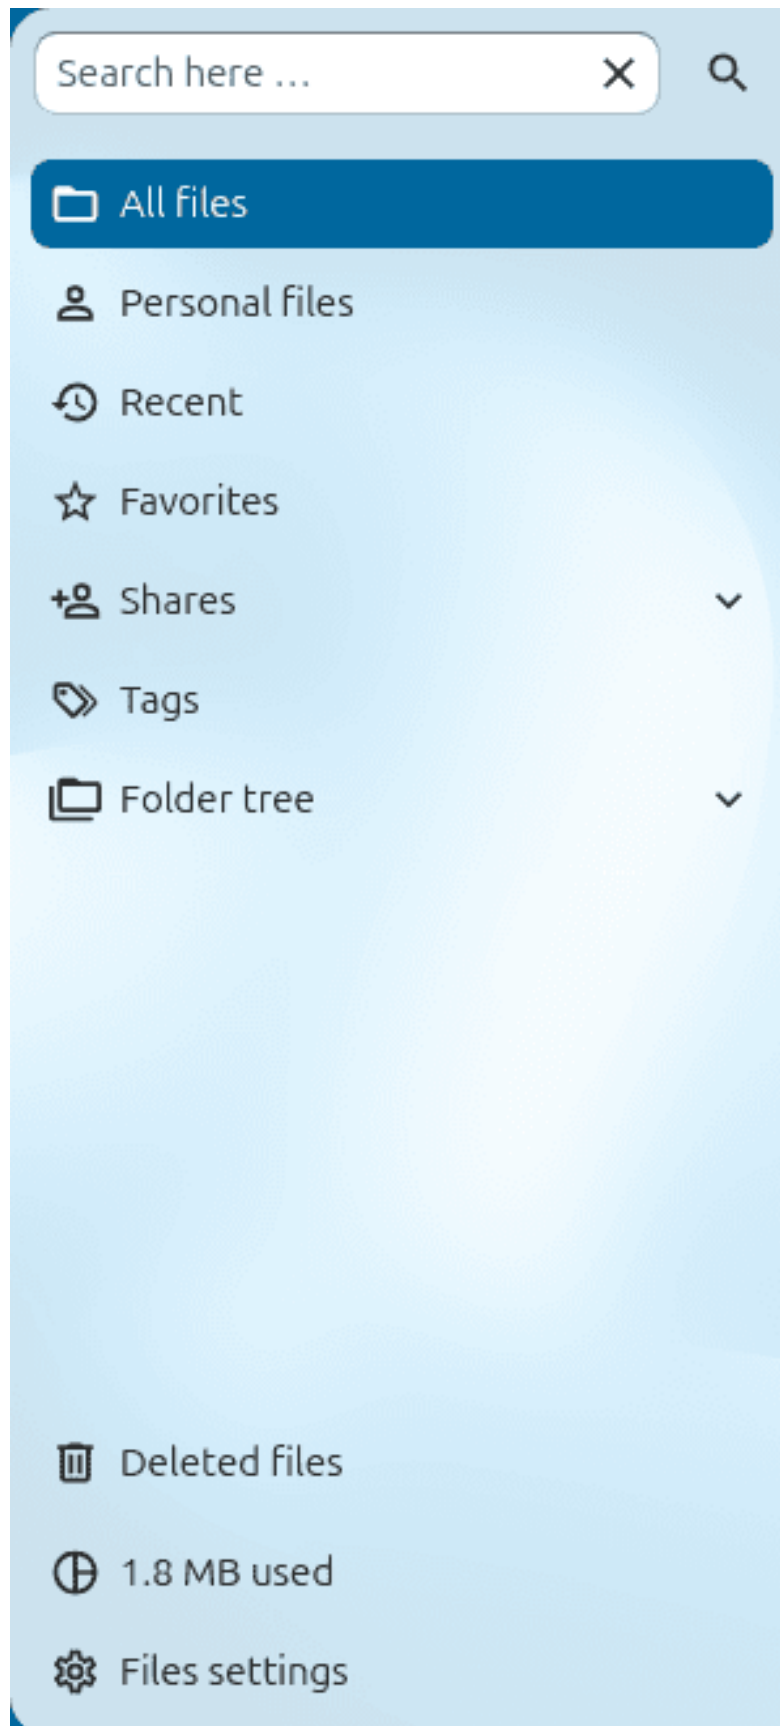 Search here …
All files
Personal files
Recent
Favorites
Shares
Tags
Folder tree
Deleted files
1.8 MB used
Files settings